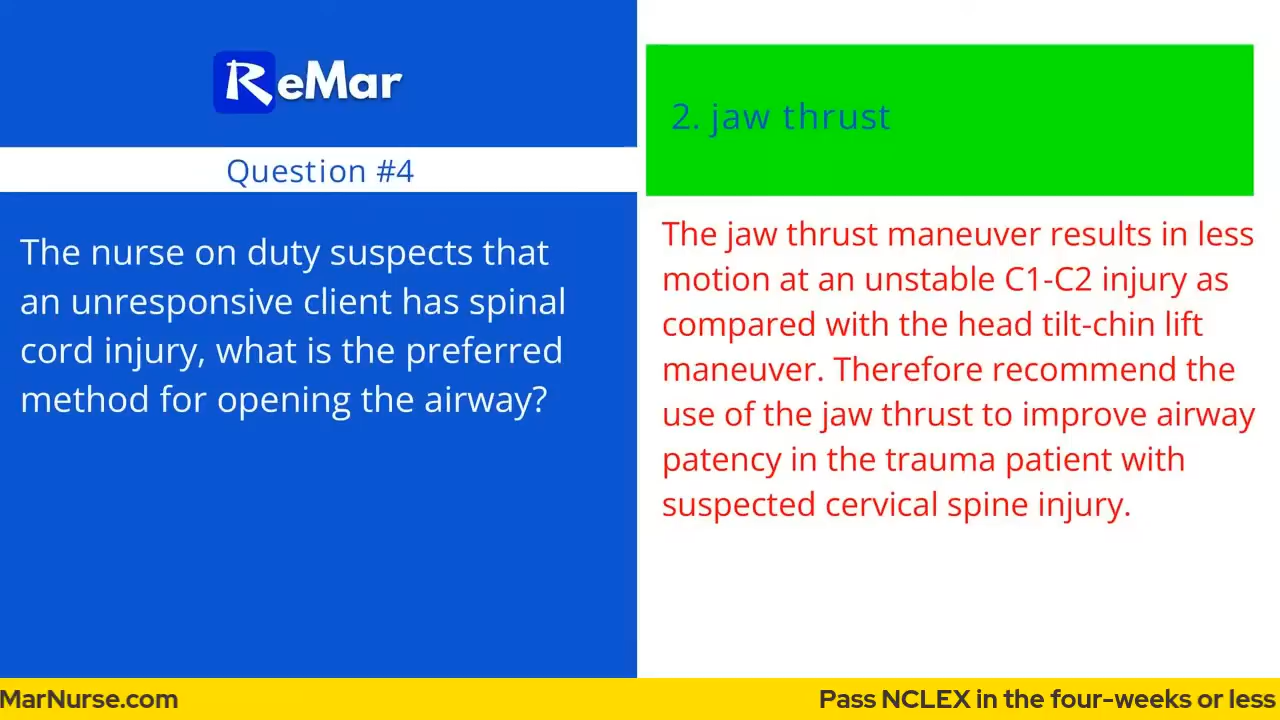 ReMar
Question #4
The nurse on duty suspects that
an unresponsive client has spinal
cord injury, what is the preferred
method for opening the airway?
2. jaw thrust
The jaw thrust maneuver results in less
motion at an unstable C1-C2 injury as
compared with the head tilt-chin lift
maneuver. Therefore recommend the
use of the jaw thrust to improve airway
patency in the trauma patient with
suspected cervical spine injury.
MarNurse.com
Pass NCLEX in the four-weeks or less